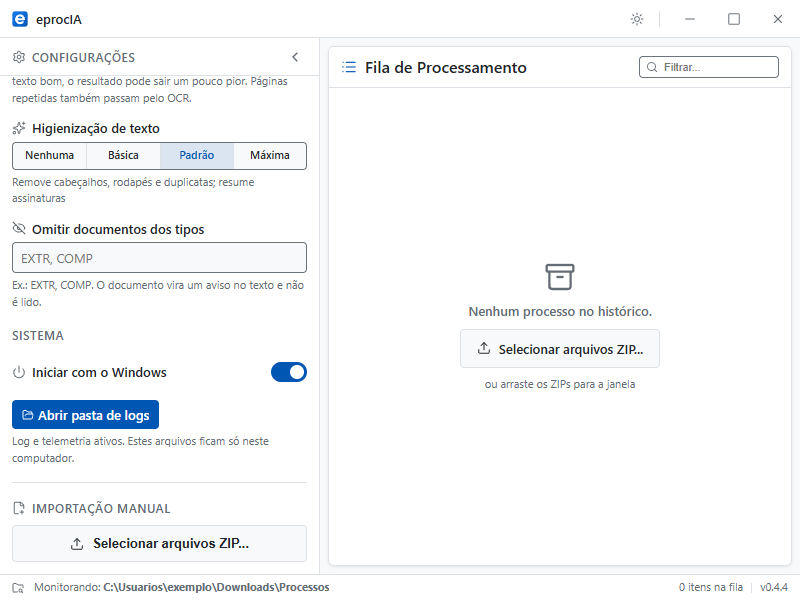 eprocIA
CONFIGURAÇÕES
texto bom, o resultado pode sair um pouco pior. Páginas
repetidas também passam pelo OCR.
Higienização de texto
Nenhuma Básica Padrão Máxima
Remove cabeçalhos, rodapés e duplicatas; resume
assinaturas
Omitir documentos dos tipos
EXTR, COMP
Ex.: EXTR, COMP. O documento vira um aviso no texto e não
é lido.
SISTEMA
Iniciar com o Windows
Abrir pasta de logs
Log e telemetria ativos. Estes arquivos ficam só neste
computador.
IMPORTAÇÃO MANUAL
Selecionar arquivos ZIP...
Fila de Processamento
Filtrar...
Nenhum processo no histórico.
Selecionar arquivos ZIP...
ou arraste os ZIPs para a janela
Monitorando: C:\Usuarios\exemplo\Downloads\Processos
0 itens na fila
v0.4.4